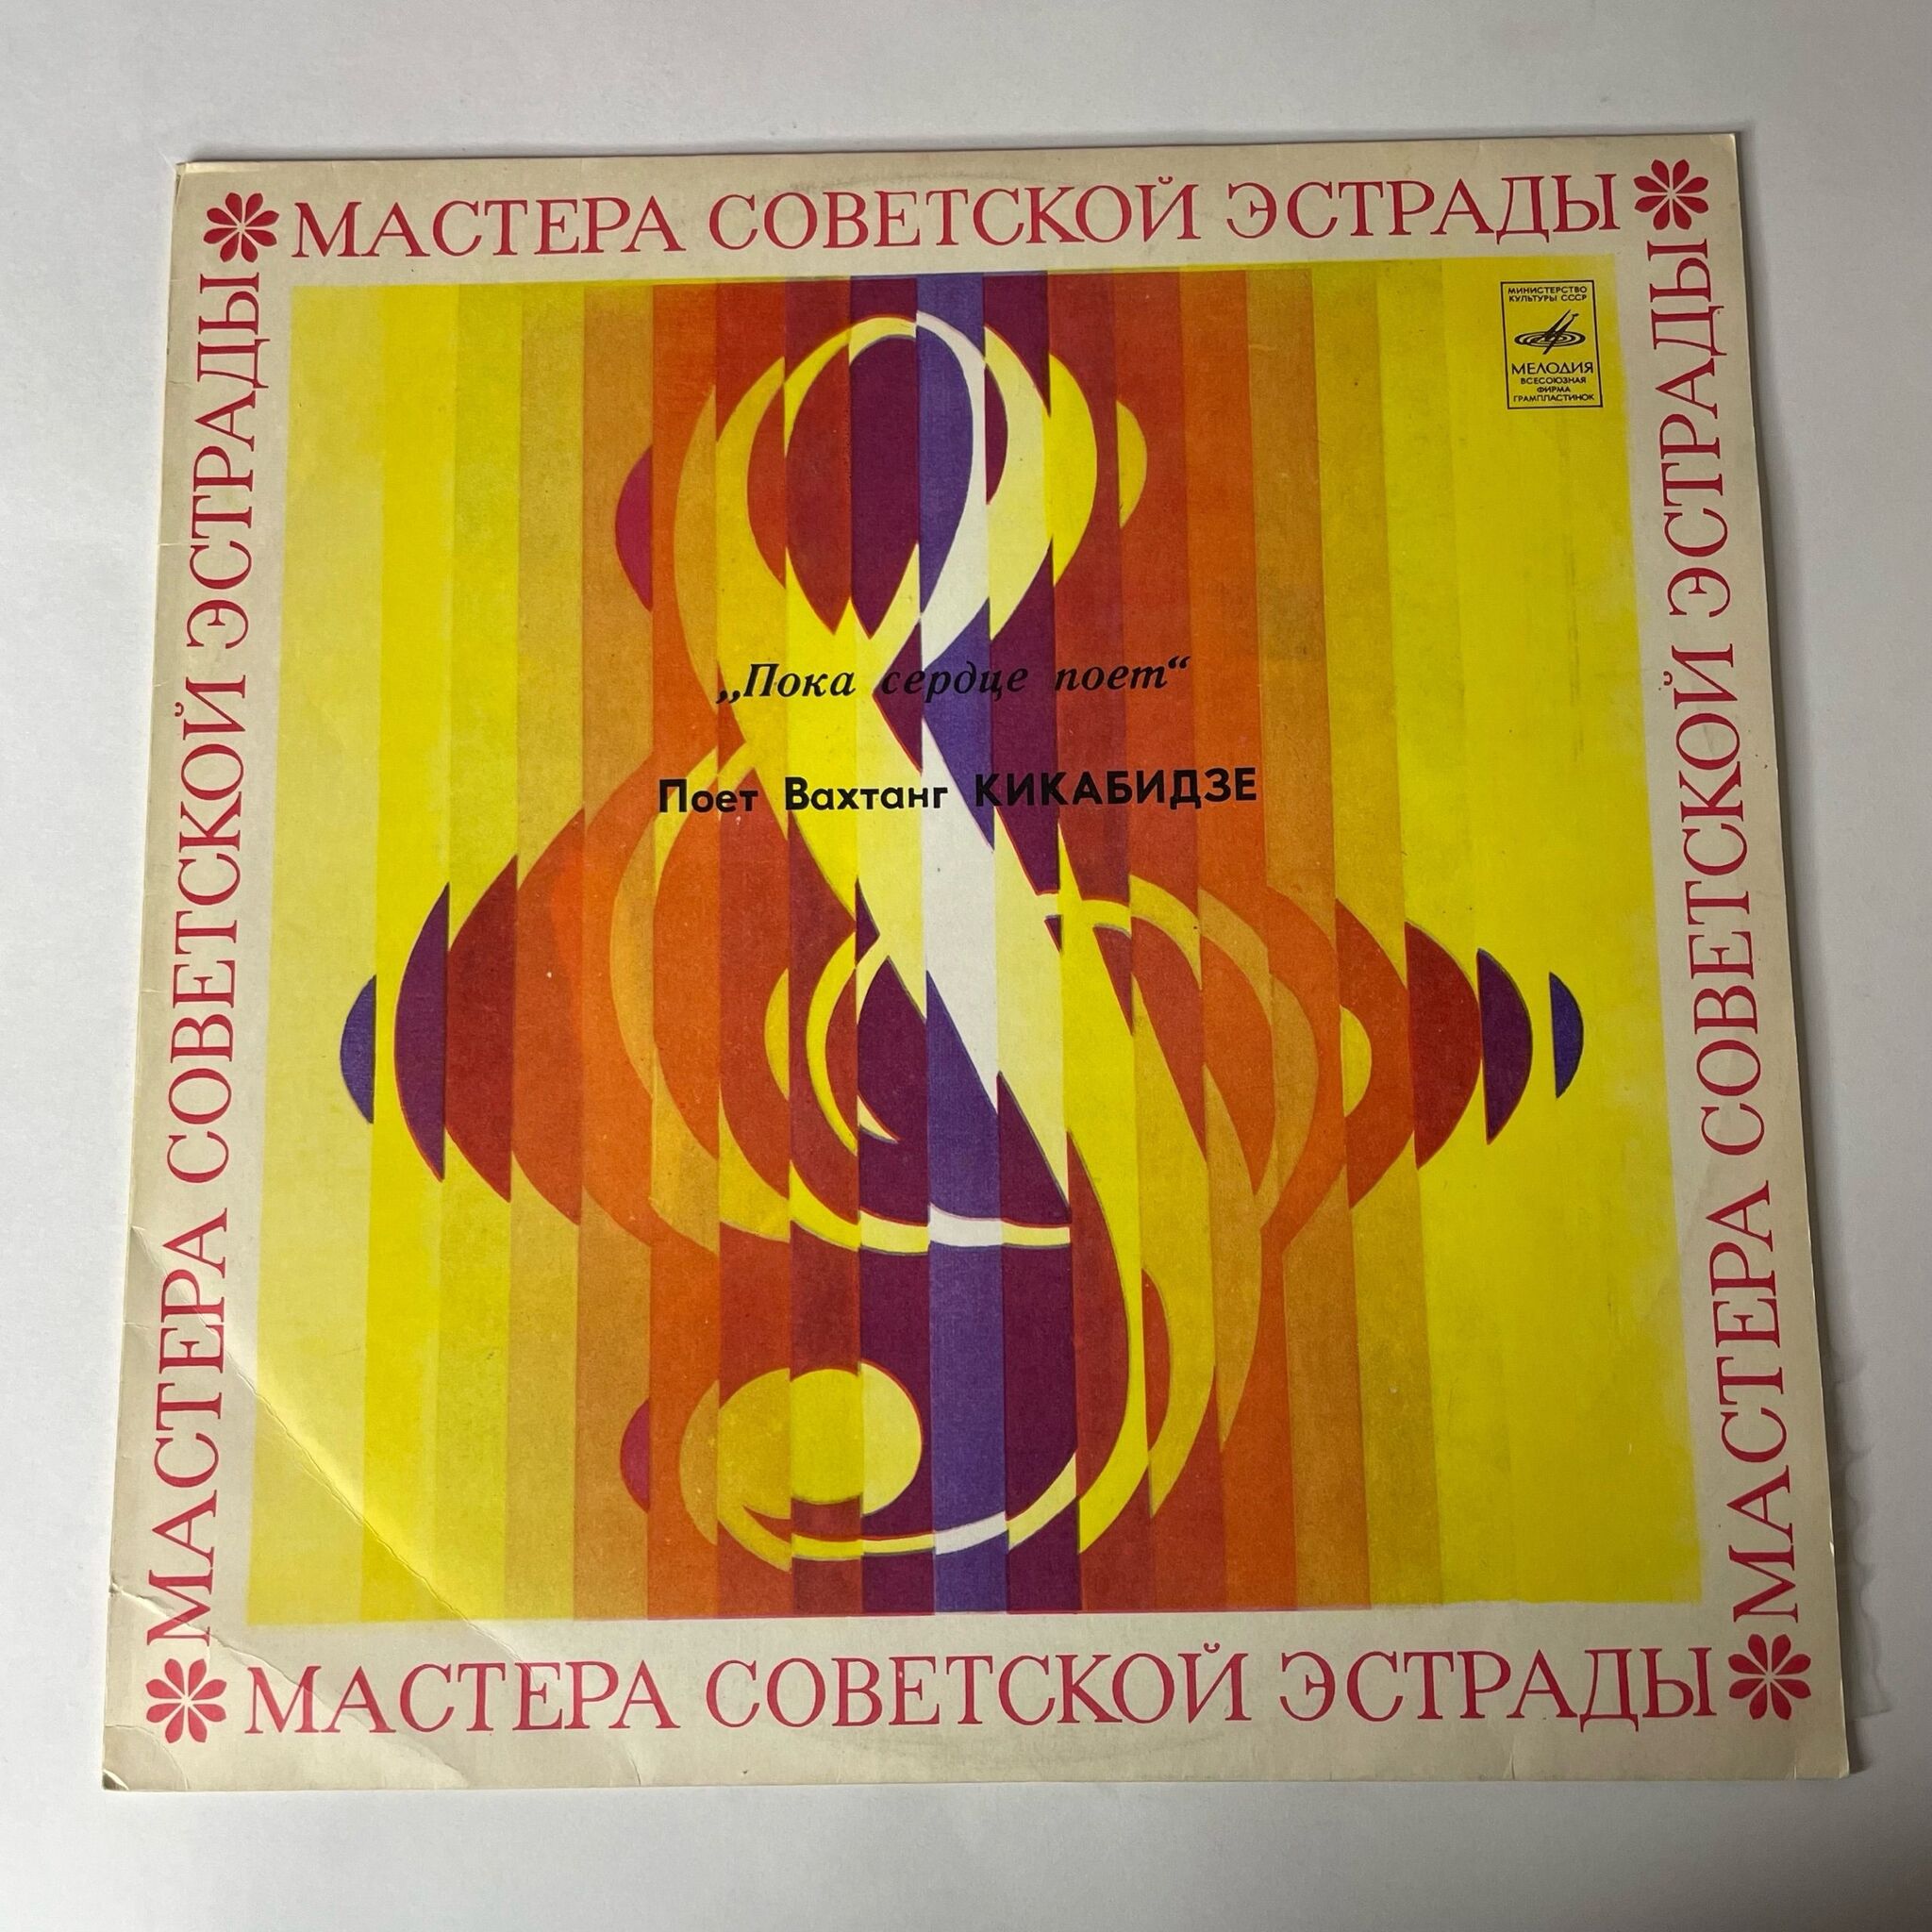 МАСТЕРА СОВЕТСКОЙ ЭСТРАДЫ
МИНИСТЕРСТВО
КУЛЬТУРЫ СССР
МЕЛОДИЯ
ВСЕСОЮЗНАЯ
ФИРМА
ГРАМПЛАСТИНОК
МАСТЕРА СОВЕТСКОЙ ЭСТРАДЫ
„Пока сердце поет“
Поет Вахтанг КИКАБИДЗЕ
МАСТЕРА СОВЕТСКОЙ ЭСТРАДЫ
МАСТЕРА СОВЕТСКОЙ ЭСТРАДЫ